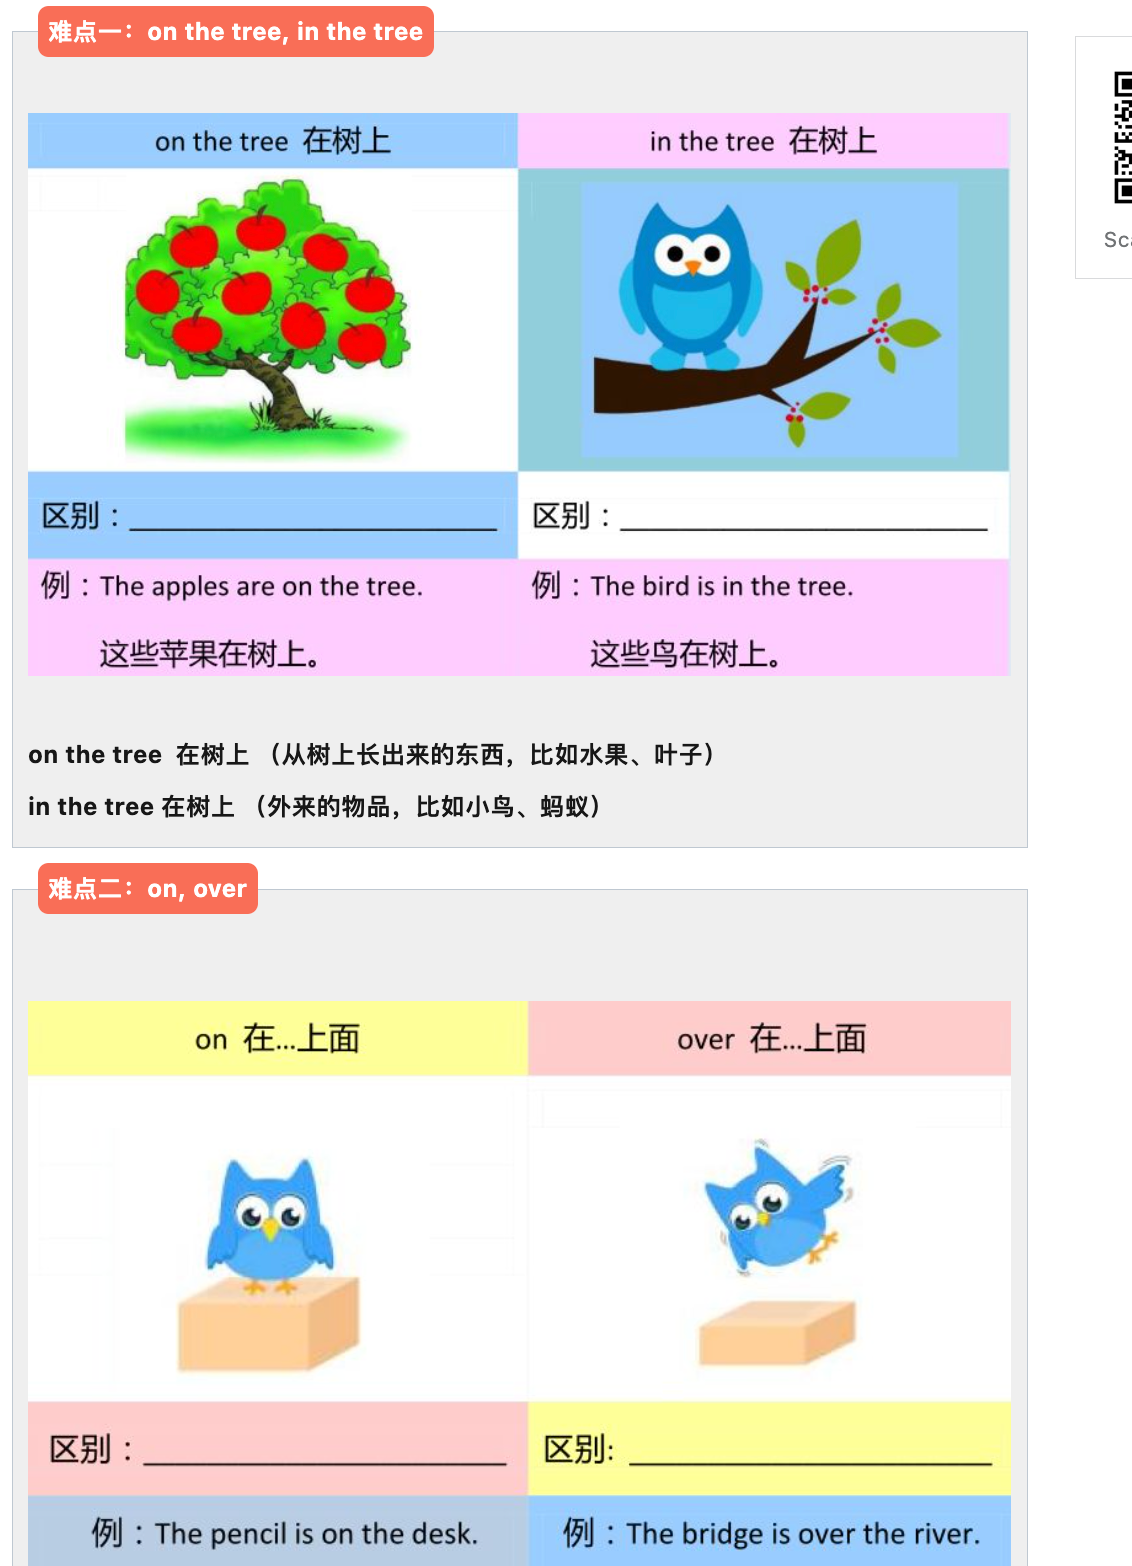 难点一：on the tree, in the tree
on the tree 在树上
in the tree 在树上
区别：
区别：
例：The apples are on the tree.
这些苹果在树上。
例：The bird is in the tree.
这些鸟在树上。
on the tree 在树上 （从树上长出来的东西，比如水果、叶子）
in the tree 在树上 （外来的物品，比如小鸟、蚂蚁）
难点二：on, over
on 在...上面
over 在...上面
区别：
区别:
例：The pencil is on the desk.
例：The bridge is over the river.